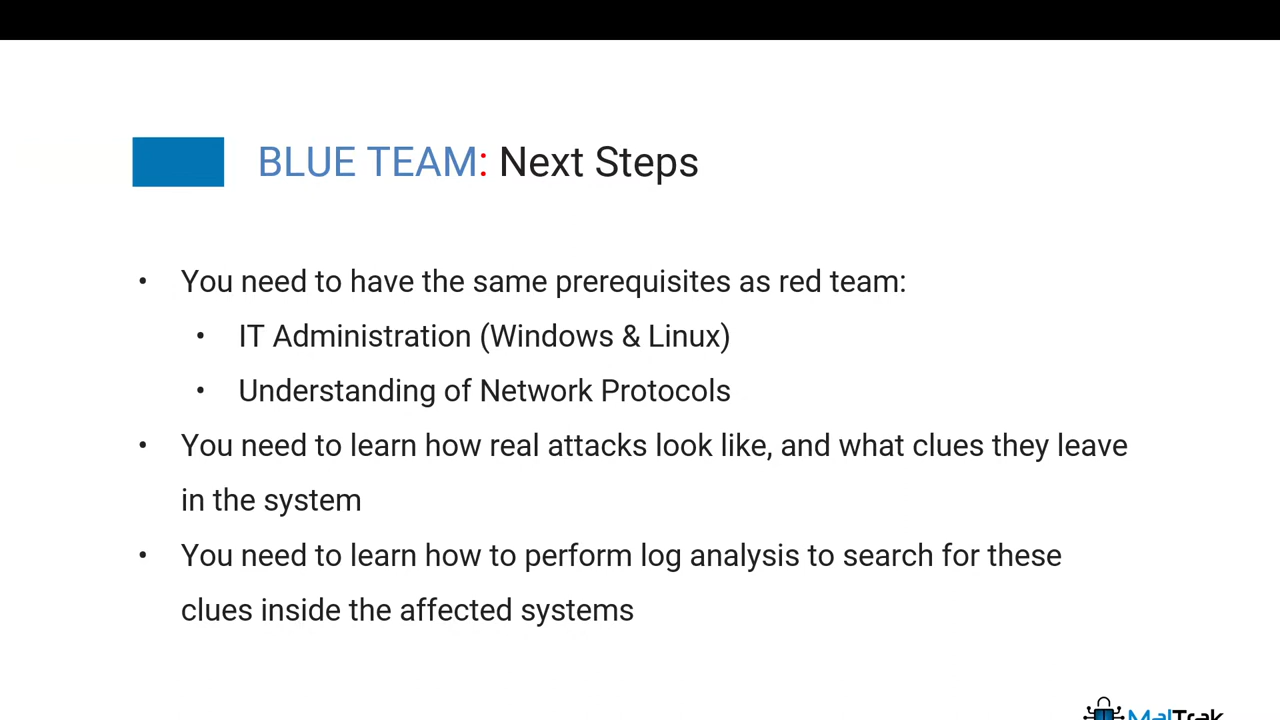 BLUE TEAM: Next Steps
• You need to have the same prerequisites as red team:
• IT Administration (Windows & Linux)
• Understanding of Network Protocols
• You need to learn how real attacks look like, and what clues they leave
in the system
• You need to learn how to perform log analysis to search for these
clues inside the affected systems
MalTrak